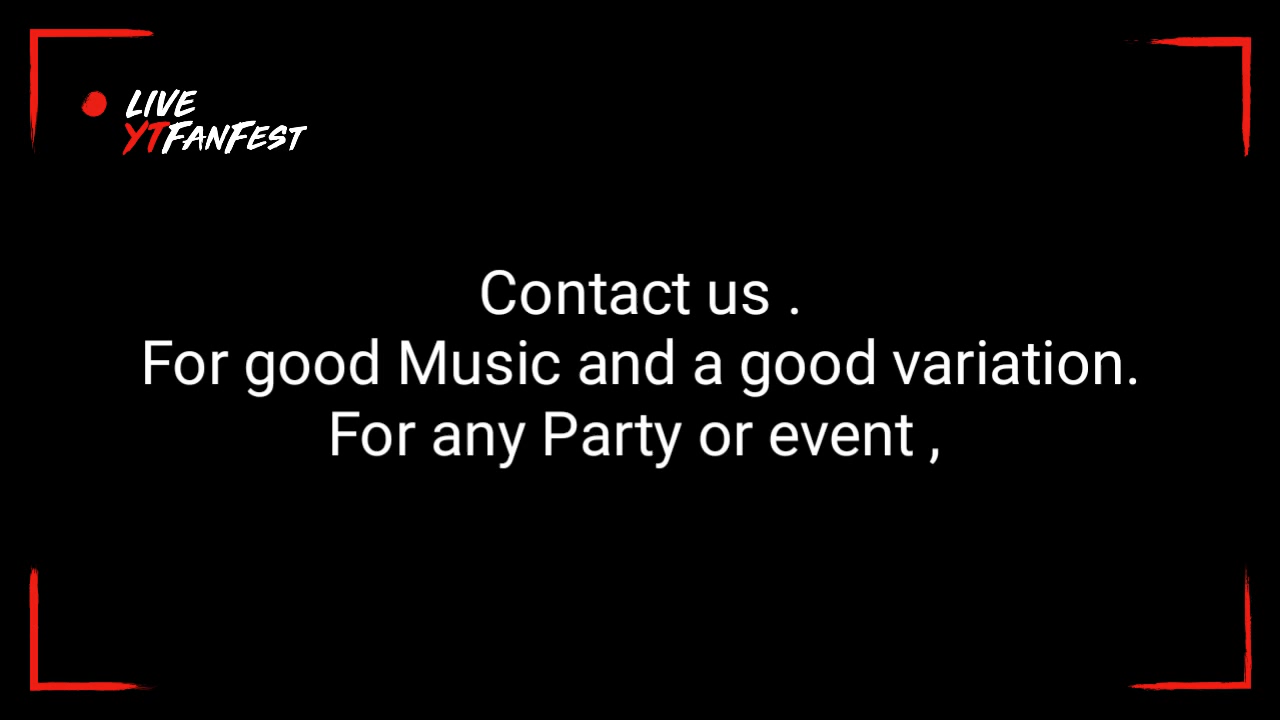 LIVE
YTFANFEST
Contact us .
For good Music and a good variation.
For any Party or event ,